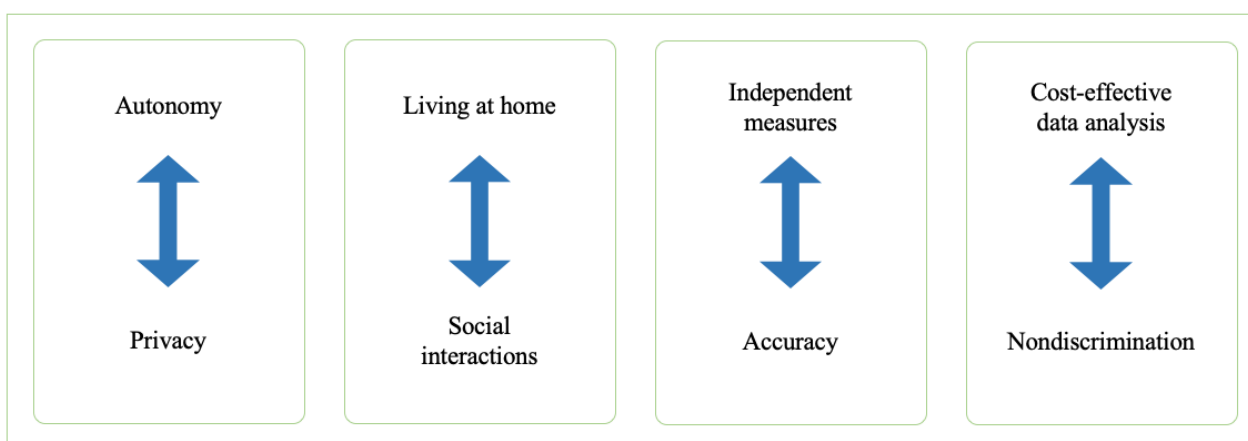 Autonomy
Privacy
Living at home
Social
interactions
Independent
measures
Accuracy
Cost-effective
data analysis
Nondiscrimination